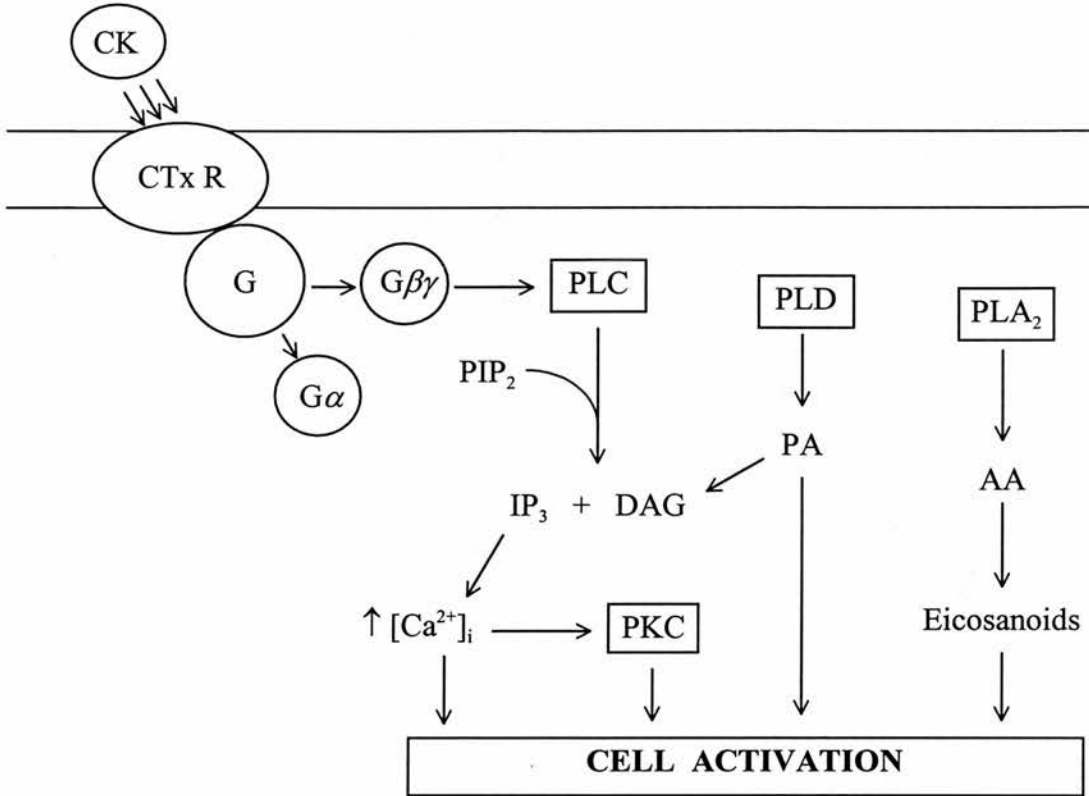 CK
CTx R
G
Gβγ
PLC
PLD
PLA₂
Gα
PIP₂
PA
AA
IP₃ + DAG
↑ [Ca²⁺]ᵢ
PKC
Eicosanoids
CELL ACTIVATION